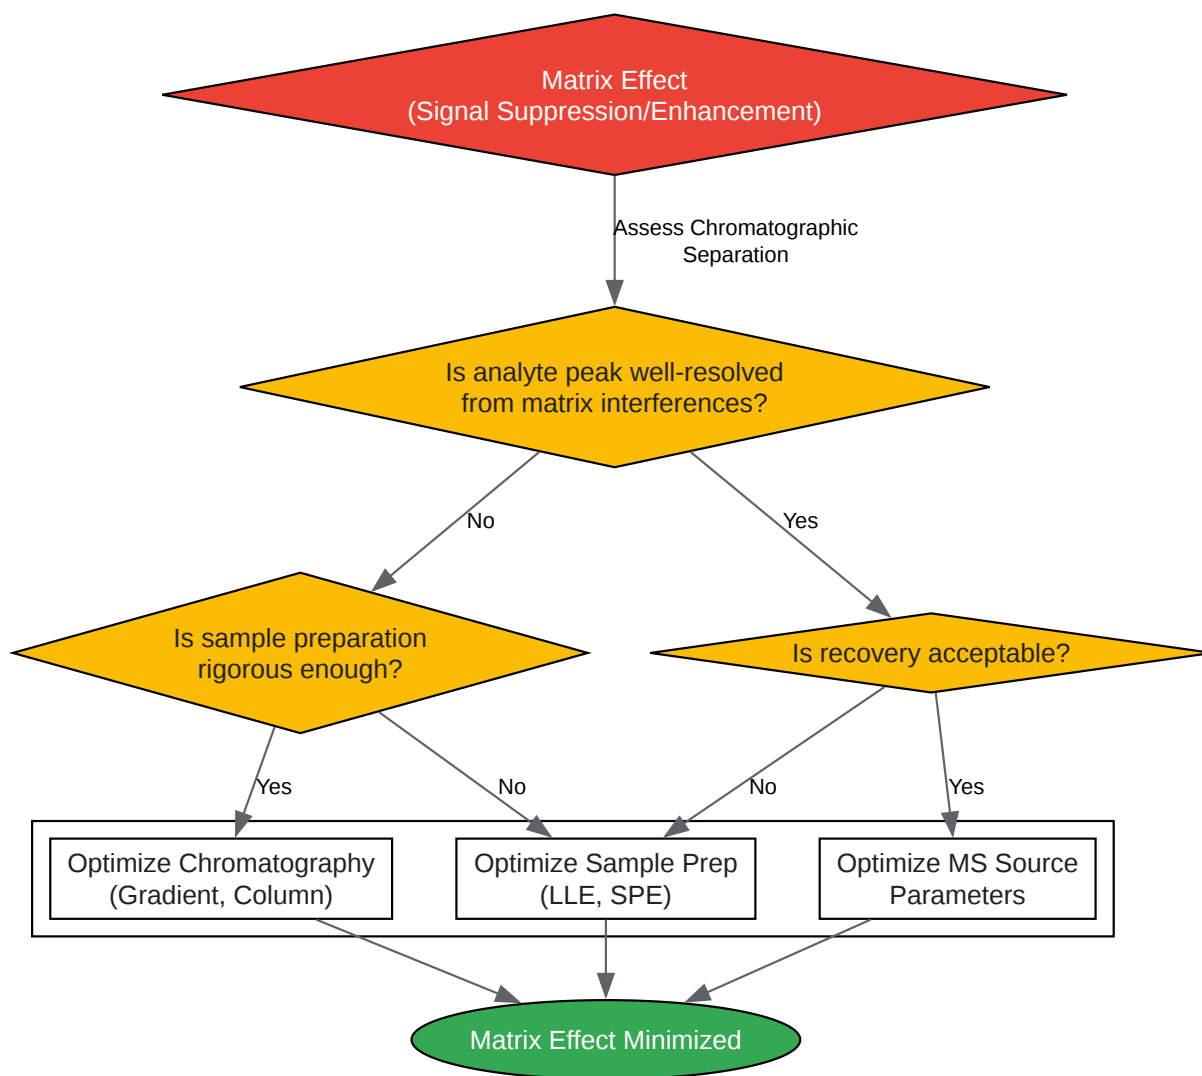 Matrix Effect
(Signal Suppression/Enhancement)
Assess Chromatographic
Separation
Is analyte peak well-resolved
from matrix interferences?
No
Yes
Is sample preparation
rigorous enough?
Is recovery acceptable?
Yes
No
No
Yes
Optimize Chromatography
(Gradient, Column)
Optimize Sample Prep
(LLE, SPE)
Optimize MS Source
Parameters
Matrix Effect Minimized